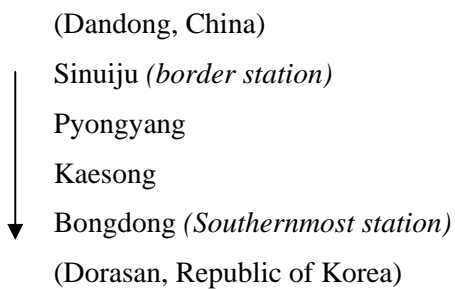 (Dandong, China)
Sinuiju (border station)
Pyongyang
Kaesong
Bongdong (Southernmost station)
(Dorasan, Republic of Korea)